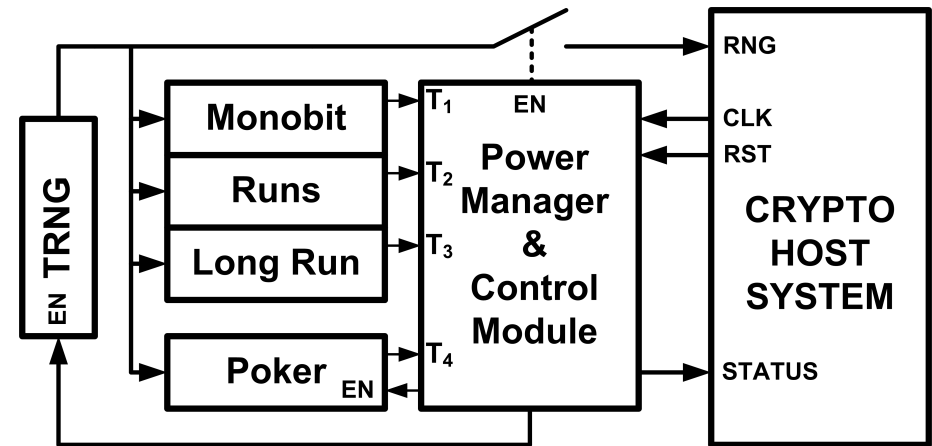 EN TRNG
Monobit
Runs
Long Run
Poker
EN
T1
T2
T3
T4
EN
Power
Manager
&
Control
Module
RNG
CLK
RST
CRYPTO
HOST
SYSTEM
STATUS